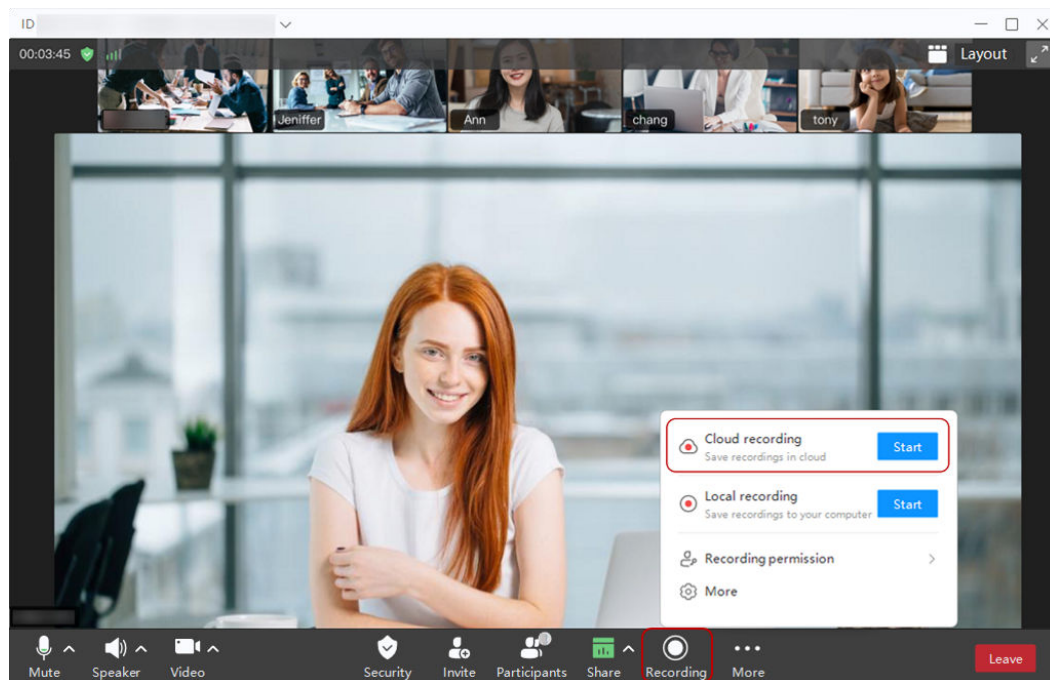 ID
00:03:45
Layout
Jeniffer
Ann
chang
tony
Cloud recording
Save recordings in cloud
Start
Local recording
Save recordings to your computer
Start
Recording permission
More
Mute
Speaker
Video
Security
Invite
Participants
Share
Recording
More
Leave